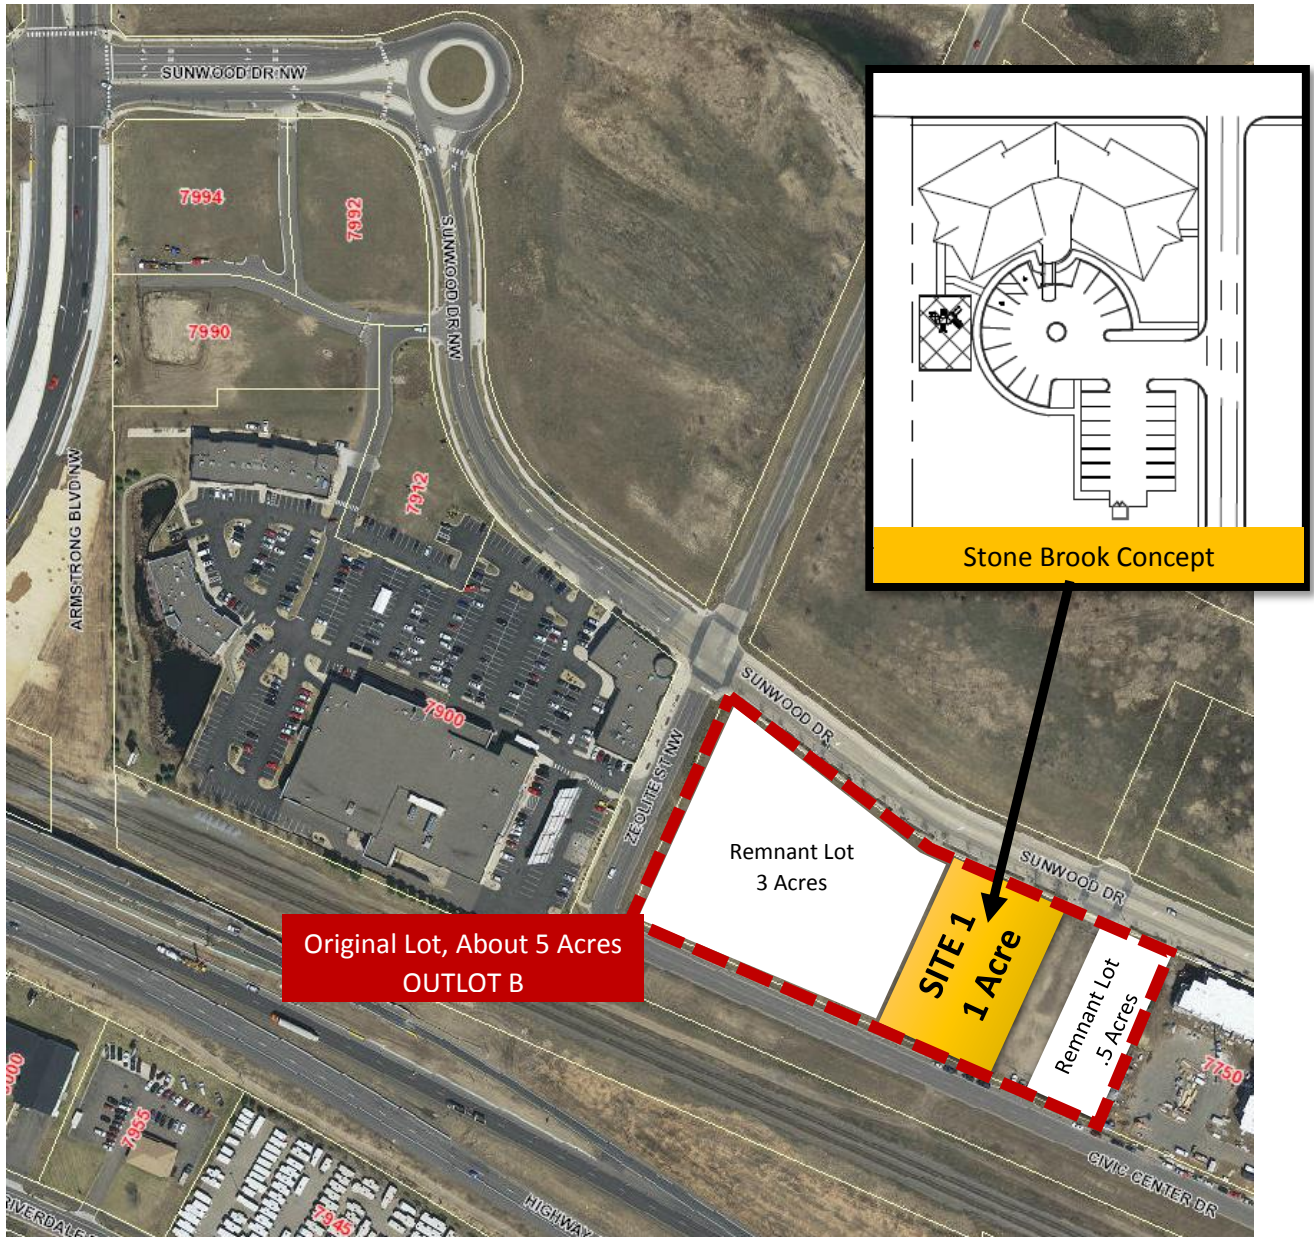 SUNWOOD DR NW
7994
7992
SUNWOOD DR NW
7990
7912
ARMSTRONG BLVD NW
Stone Brook Concept
7900
ZEOLITE ST NW
SUNWOOD DR
Remnant Lot
3 Acres
SUNWOOD DR
SITE 1
1 Acre
Remnant Lot
.5 Acres
Original Lot, About 5 Acres
OUTLOT B
7750
7955
7945
HIGHWAY
CIVIC CENTER DR
RIVERDALE